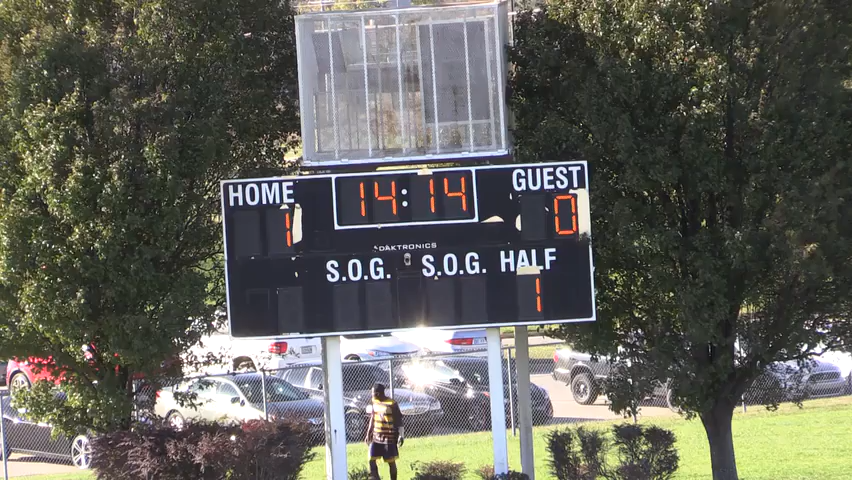 HOME 14:14 GUEST
1 0
DAKTRONICS
S.O.G. S.O.G. HALF
1